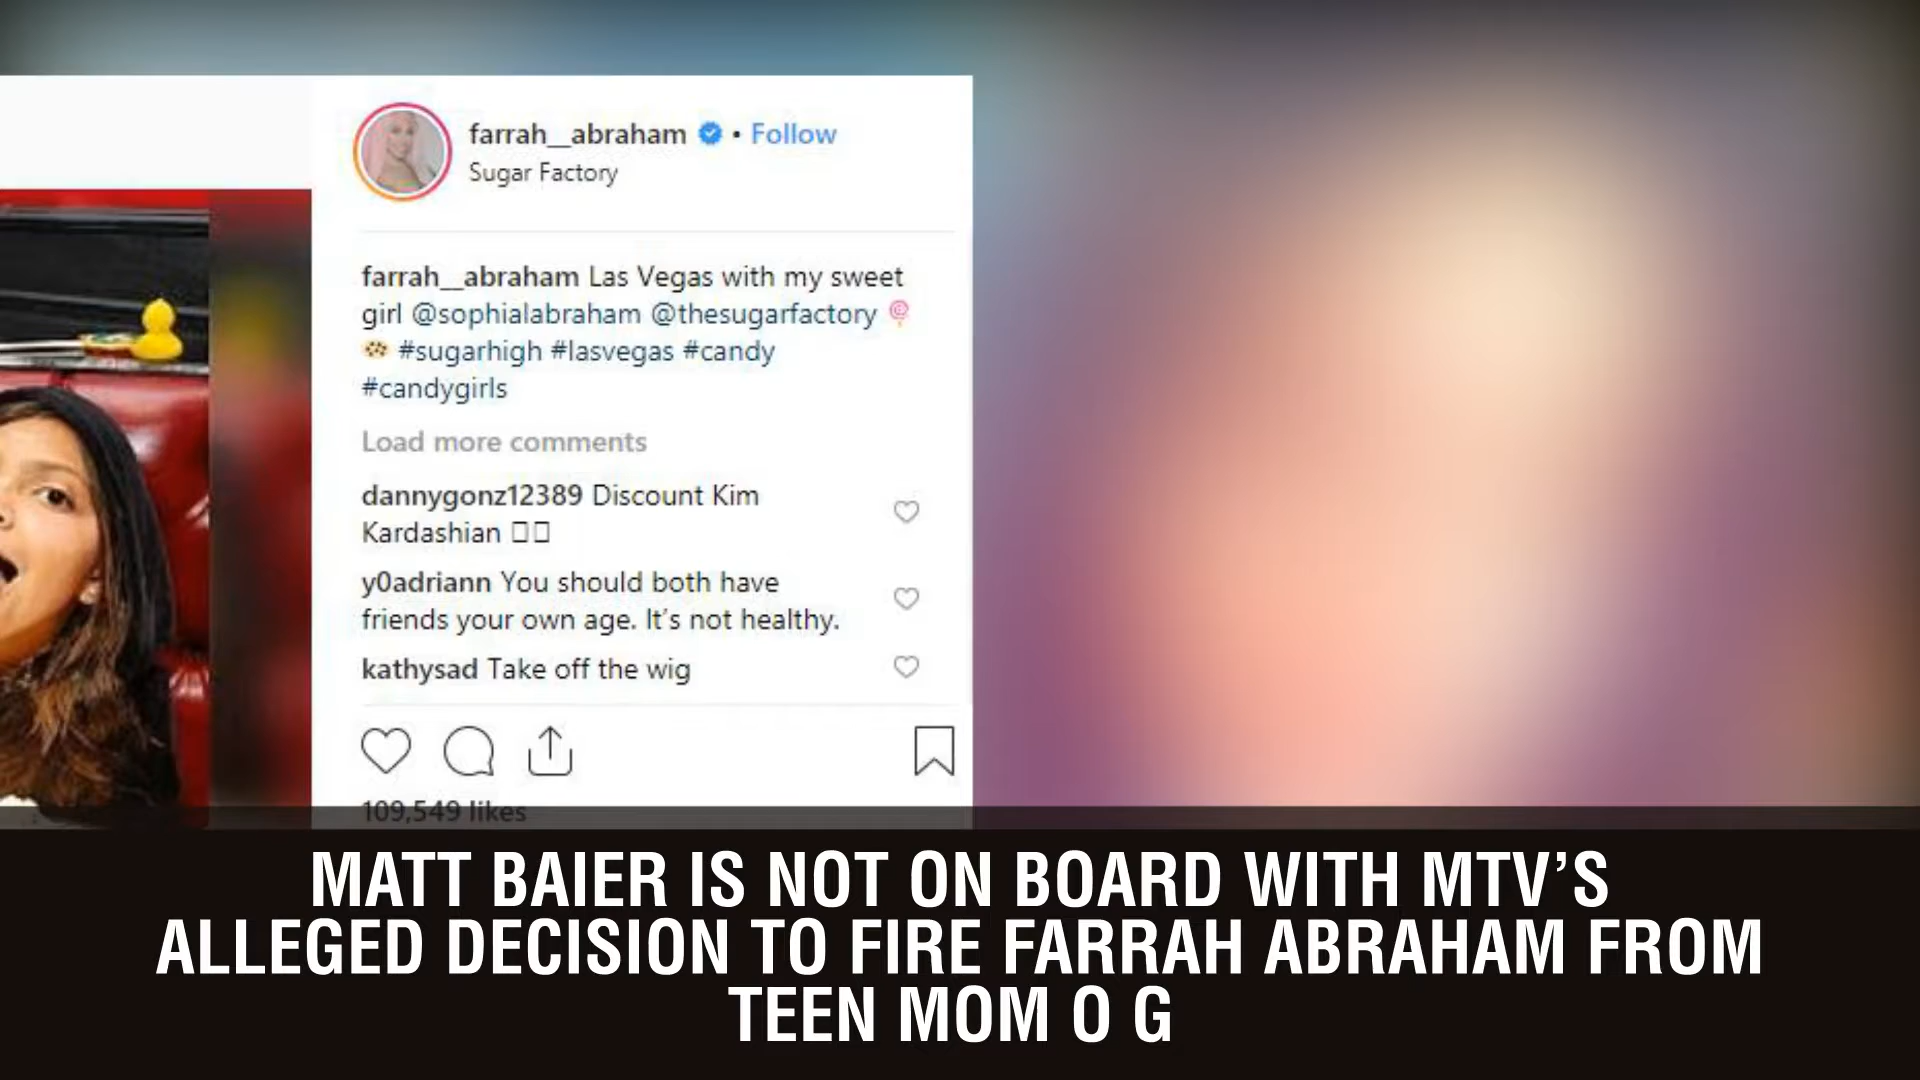 farrah__abraham • Follow
Sugar Factory
farrah__abraham Las Vegas with my sweet
girl @sophialabraham @thesugarfactory 🍭
🍪 #sugarhigh #lasvegas #candy
#candygirls
Load more comments
dannygonz12389 Discount Kim
Kardashian □□
y0adriann You should both have
friends your own age. It's not healthy.
kathysad Take off the wig
109,549 likes
MATT BAIER IS NOT ON BOARD WITH MTV’S
ALLEGED DECISION TO FIRE FARRAH ABRAHAM FROM
TEEN MOM O G